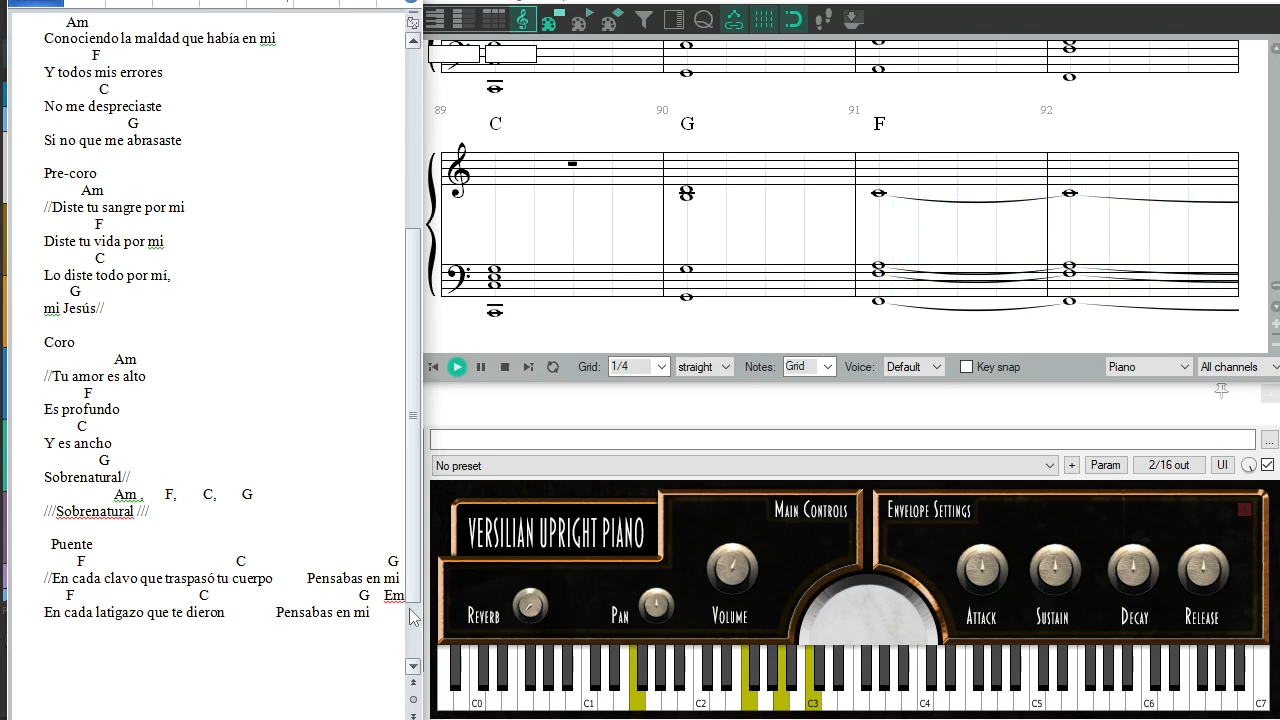 Am
Conociendo la maldad que había en mi
F
Y todos mis errores
C
No me despreciaste
G
Si no que me abrasaste
Pre-coro
Am
//Diste tu sangre por mi
F
Diste tu vida por mi
C
Lo diste todo por mí,
G
mi Jesús//
Coro
Am
//Tu amor es alto
F
Es profundo
C
Y es ancho
G
Sobrenatural//
Am , F, C, G
///Sobrenatural ///
Puente
F C G
//En cada clavo que traspasó tu cuerpo Pensabas en mi
F C G Em
En cada latigazo que te dieron Pensabas en mi
89 90 91 92
C G F
Grid: 1/4 straight Notes: Grid Voice: Default Key snap Piano All channels
...
No preset + Param 2/16 out UI
VERSILIAN UPRIGHT PIANO
MAIN CONTROLS
ENVELOPE SETTINGS
REVERB PAN VOLUME ATTACK SUSTAIN DECAY RELEASE
C0 C1 C2 C3 C4 C5 C6 C7